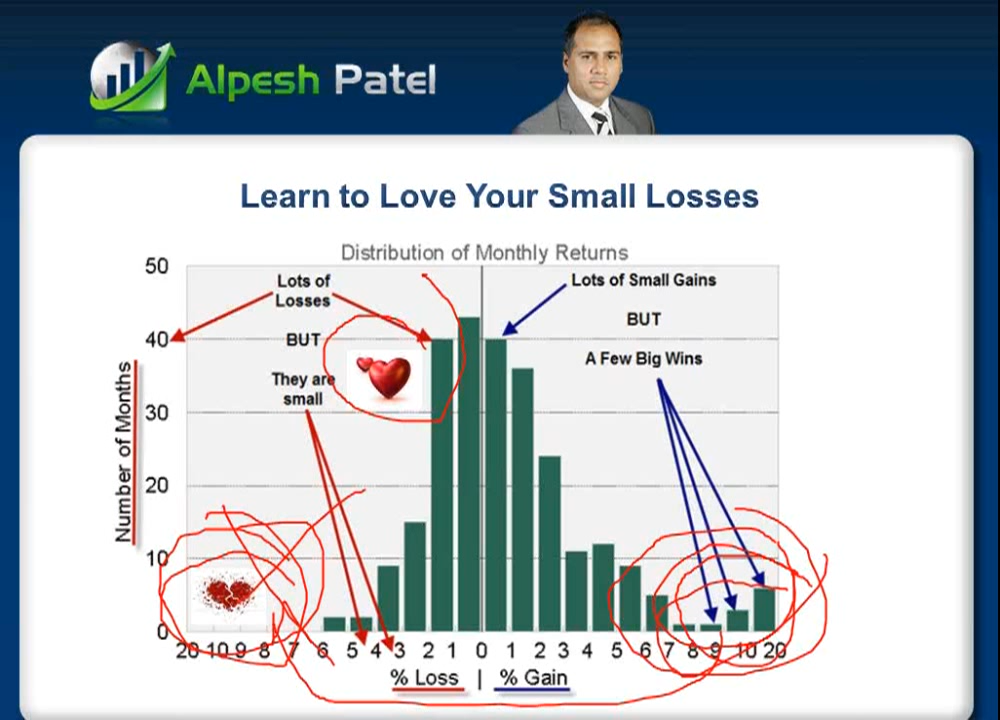 Alpesh Patel
Learn to Love Your Small Losses
Distribution of Monthly Returns
50
40
30
20
10
0
Number of Months
Lots of
Losses
BUT
They are
small
Lots of Small Gains
BUT
A Few Big Wins
20 10 9 8 7 6 5 4 3 2 1 0 1 2 3 4 5 6 7 8 9 10 20
% Loss | % Gain